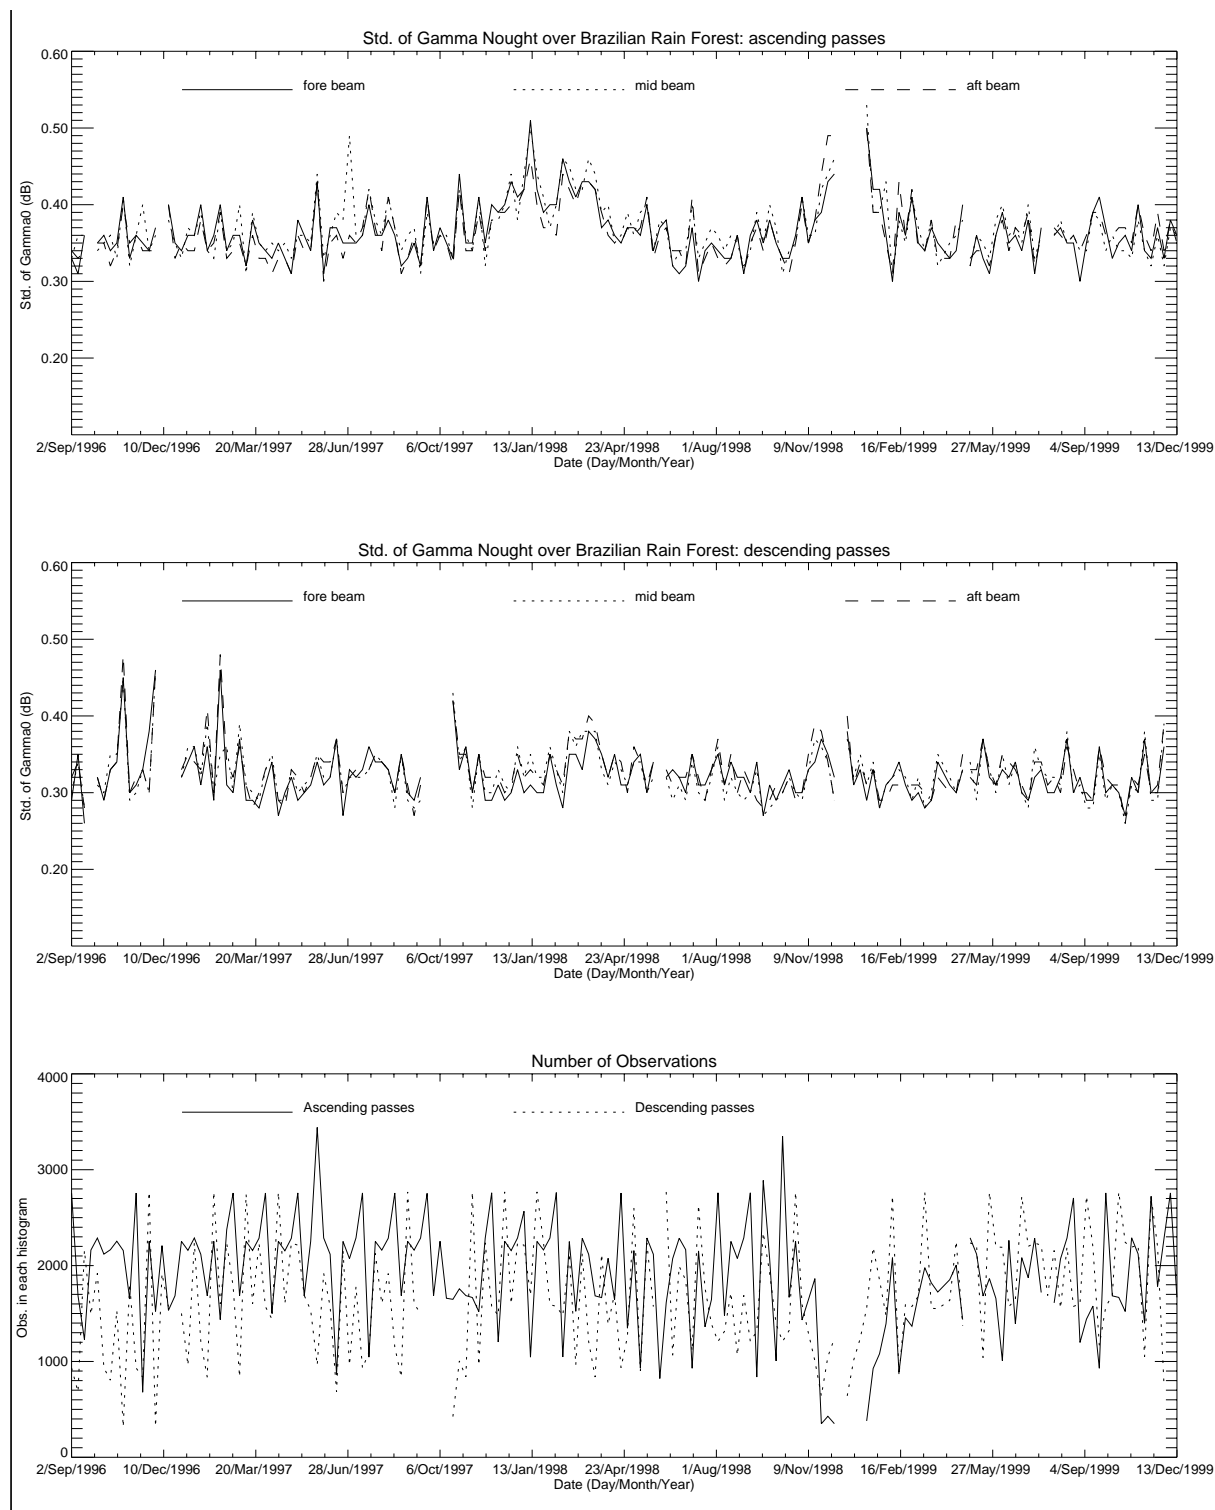 Std. of Gamma Nought over Brazilian Rain Forest: ascending passes
0.60
fore beam
mid beam
aft beam
0.50
0.40
Std. of Gamma0 (dB)
0.30
0.20
2/Sep/1996 10/Dec/1996 20/Mar/1997 28/Jun/1997 6/Oct/1997 13/Jan/1998 23/Apr/1998 1/Aug/1998 9/Nov/1998 16/Feb/1999 27/May/1999 4/Sep/1999 13/Dec/1999
Date (Day/Month/Year)
Std. of Gamma Nought over Brazilian Rain Forest: descending passes
0.60
fore beam
mid beam
aft beam
0.50
0.40
Std. of Gamma0 (dB)
0.30
0.20
2/Sep/1996 10/Dec/1996 20/Mar/1997 28/Jun/1997 6/Oct/1997 13/Jan/1998 23/Apr/1998 1/Aug/1998 9/Nov/1998 16/Feb/1999 27/May/1999 4/Sep/1999 13/Dec/1999
Date (Day/Month/Year)
Number of Observations
4000
Ascending passes
Descending passes
3000
Obs. in each histogram
2000
1000
0
2/Sep/1996 10/Dec/1996 20/Mar/1997 28/Jun/1997 6/Oct/1997 13/Jan/1998 23/Apr/1998 1/Aug/1998 9/Nov/1998 16/Feb/1999 27/May/1999 4/Sep/1999 13/Dec/1999
Date (Day/Month/Year)